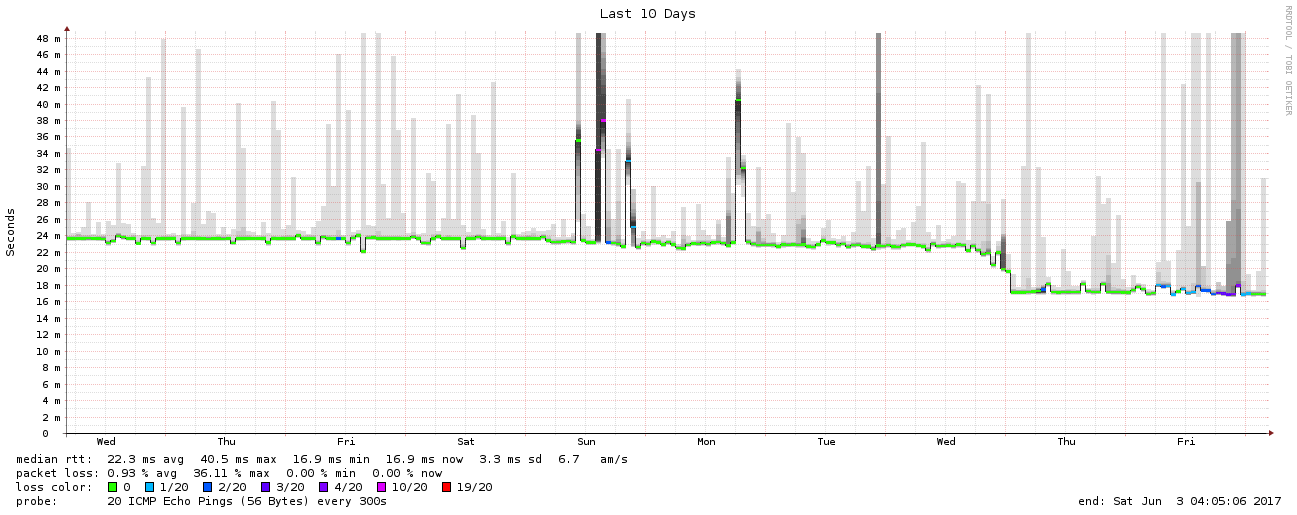 Last 10 Days
RRDTOOL / TOBI OETIKER
Seconds
48 m
46 m
44 m
42 m
40 m
38 m
36 m
34 m
32 m
30 m
28 m
26 m
24 m
22 m
20 m
18 m
16 m
14 m
12 m
10 m
8 m
6 m
4 m
2 m
0
Wed Thu Fri Sat Sun Mon Tue Wed Thu Fri
median rtt: 22.3 ms avg 40.5 ms max 16.9 ms min 16.9 ms now 3.3 ms sd 6.7 am/s
packet loss: 0.93 % avg 36.11 % max 0.00 % min 0.00 % now
loss color: 0 1/20 2/20 3/20 4/20 10/20 19/20
probe: 20 ICMP Echo Pings (56 Bytes) every 300s end: Sat Jun 3 04:05:06 2017